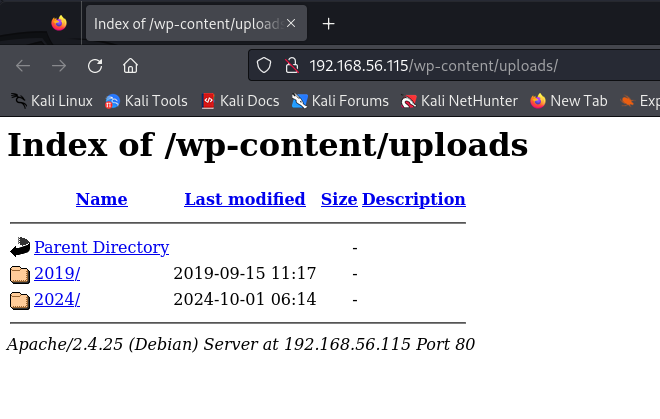 Index of /wp-content/upload
192.168.56.115/wp-content/uploads/
Kali Linux Kali Tools Kali Docs Kali Forums Kali NetHunter New Tab Exp
Index of /wp-content/uploads
Name Last modified Size Description
Parent Directory -
2019/ 2019-09-15 11:17 -
2024/ 2024-10-01 06:14 -
Apache/2.4.25 (Debian) Server at 192.168.56.115 Port 80